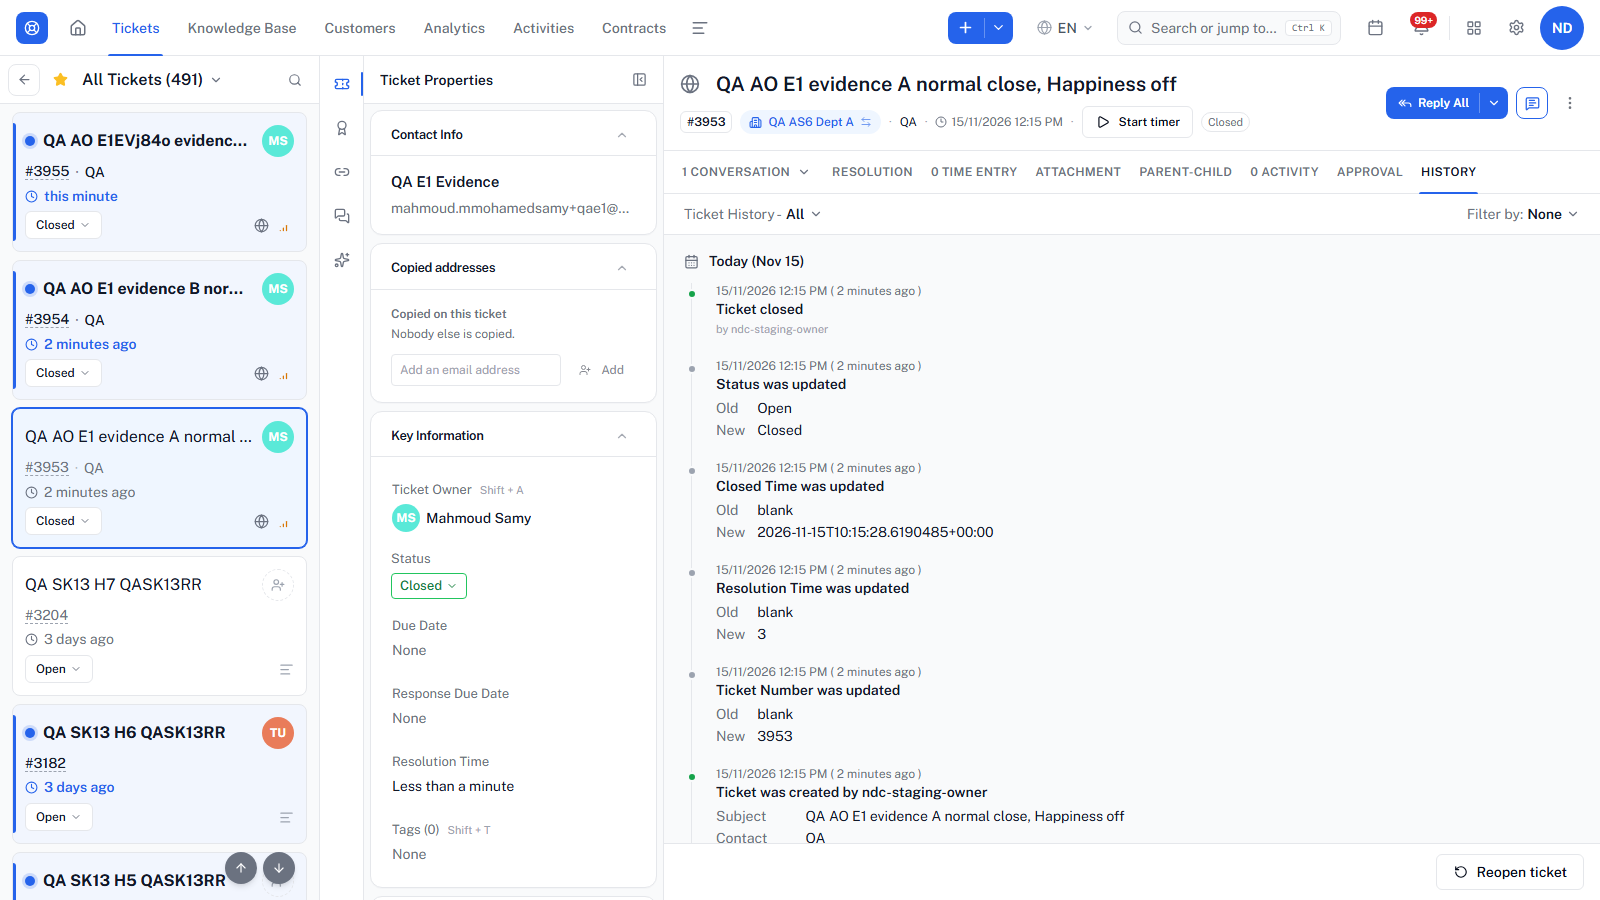 Tickets
Knowledge Base
Customers
Analytics
Activities
Contracts
EN
Search or jump to...
Ctrl K
99+
ND
All Tickets (491)
QA AO E1EVj84o evidenc...
MS
#3955 · QA
this minute
Closed
QA AO E1 evidence B nor...
MS
#3954 · QA
2 minutes ago
Closed
QA AO E1 evidence A normal ...
MS
#3953 · QA
2 minutes ago
Closed
QA SK13 H7 QASK13RR
#3204
3 days ago
Open
QA SK13 H6 QASK13RR
TU
#3182
3 days ago
Open
QA SK13 H5 QASK13RR
Ticket Properties
Contact Info
QA E1 Evidence
mahmoud.mmohamedsamy+qae1@...
Copied addresses
Copied on this ticket
Nobody else is copied.
Add an email address
Add
Key Information
Ticket Owner Shift + A
MS Mahmoud Samy
Status
Closed
Due Date
None
Response Due Date
None
Resolution Time
Less than a minute
Tags (0) Shift + T
None
QA AO E1 evidence A normal close, Happiness off
#3953
QA AS6 Dept A
· QA · 15/11/2026 12:15 PM ·
Start timer
Closed
Reply All
1 CONVERSATION
RESOLUTION
0 TIME ENTRY
ATTACHMENT
PARENT-CHILD
0 ACTIVITY
APPROVAL
HISTORY
Ticket History - All
Filter by: None
Today (Nov 15)
15/11/2026 12:15 PM ( 2 minutes ago )
Ticket closed
by ndc-staging-owner
15/11/2026 12:15 PM ( 2 minutes ago )
Status was updated
Old Open
New Closed
15/11/2026 12:15 PM ( 2 minutes ago )
Closed Time was updated
Old blank
New 2026-11-15T10:15:28.6190485+00:00
15/11/2026 12:15 PM ( 2 minutes ago )
Resolution Time was updated
Old blank
New 3
15/11/2026 12:15 PM ( 2 minutes ago )
Ticket Number was updated
Old blank
New 3953
15/11/2026 12:15 PM ( 2 minutes ago )
Ticket was created by ndc-staging-owner
Subject QA AO E1 evidence A normal close, Happiness off
Contact QA
Reopen ticket